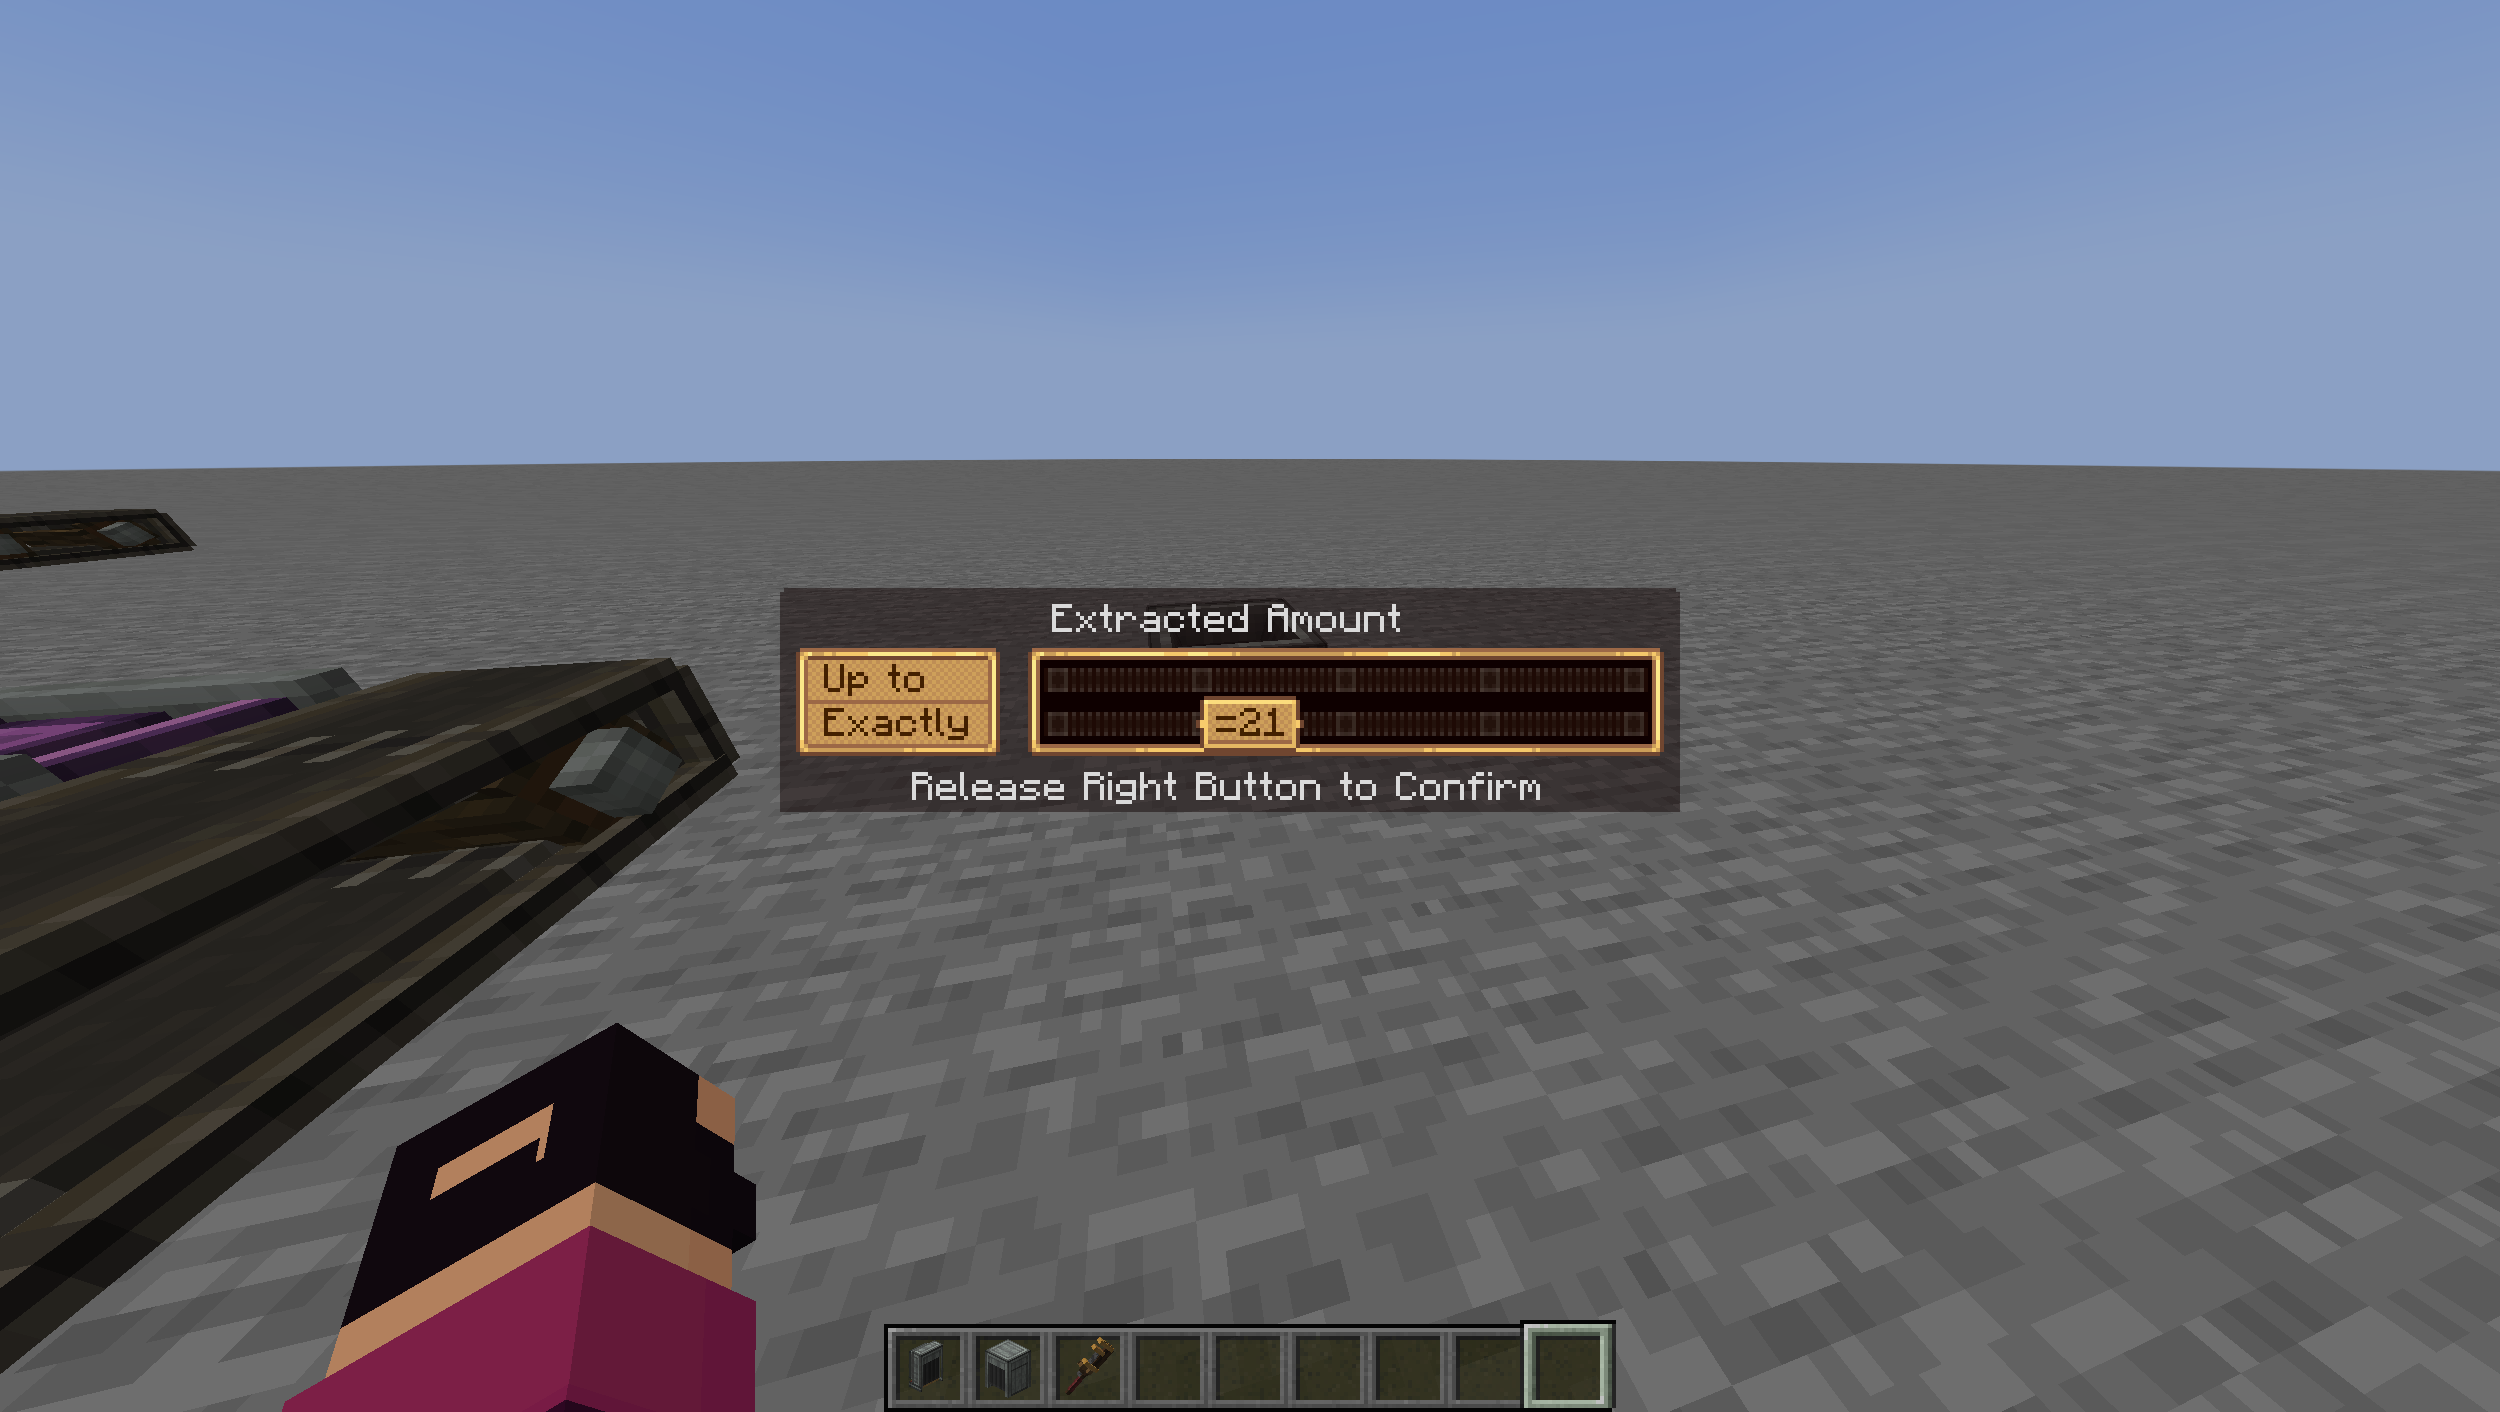 Extracted Amount
Up to
Exactly
=21
Release Right Button to Confirm